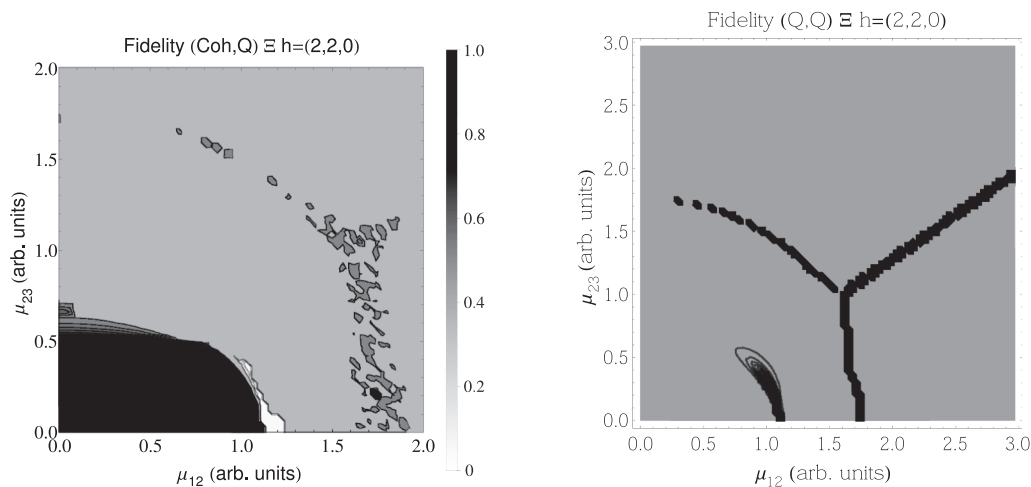 Fidelity (Coh,Q) Ξ h=(2,2,0)
2.0
1.5
1.0
0.5
0.0
μ23 (arb. units)
0.0 0.5 1.0 1.5 2.0
μ12 (arb. units)
1.0
0.8
0.6
0.4
0.2
0
Fidelity (Q,Q) Ξ h=(2,2,0)
3.0
2.5
2.0
1.5
1.0
0.5
0.0
μ23 (arb. units)
0.0 0.5 1.0 1.5 2.0 2.5 3.0
μ12 (arb. units)